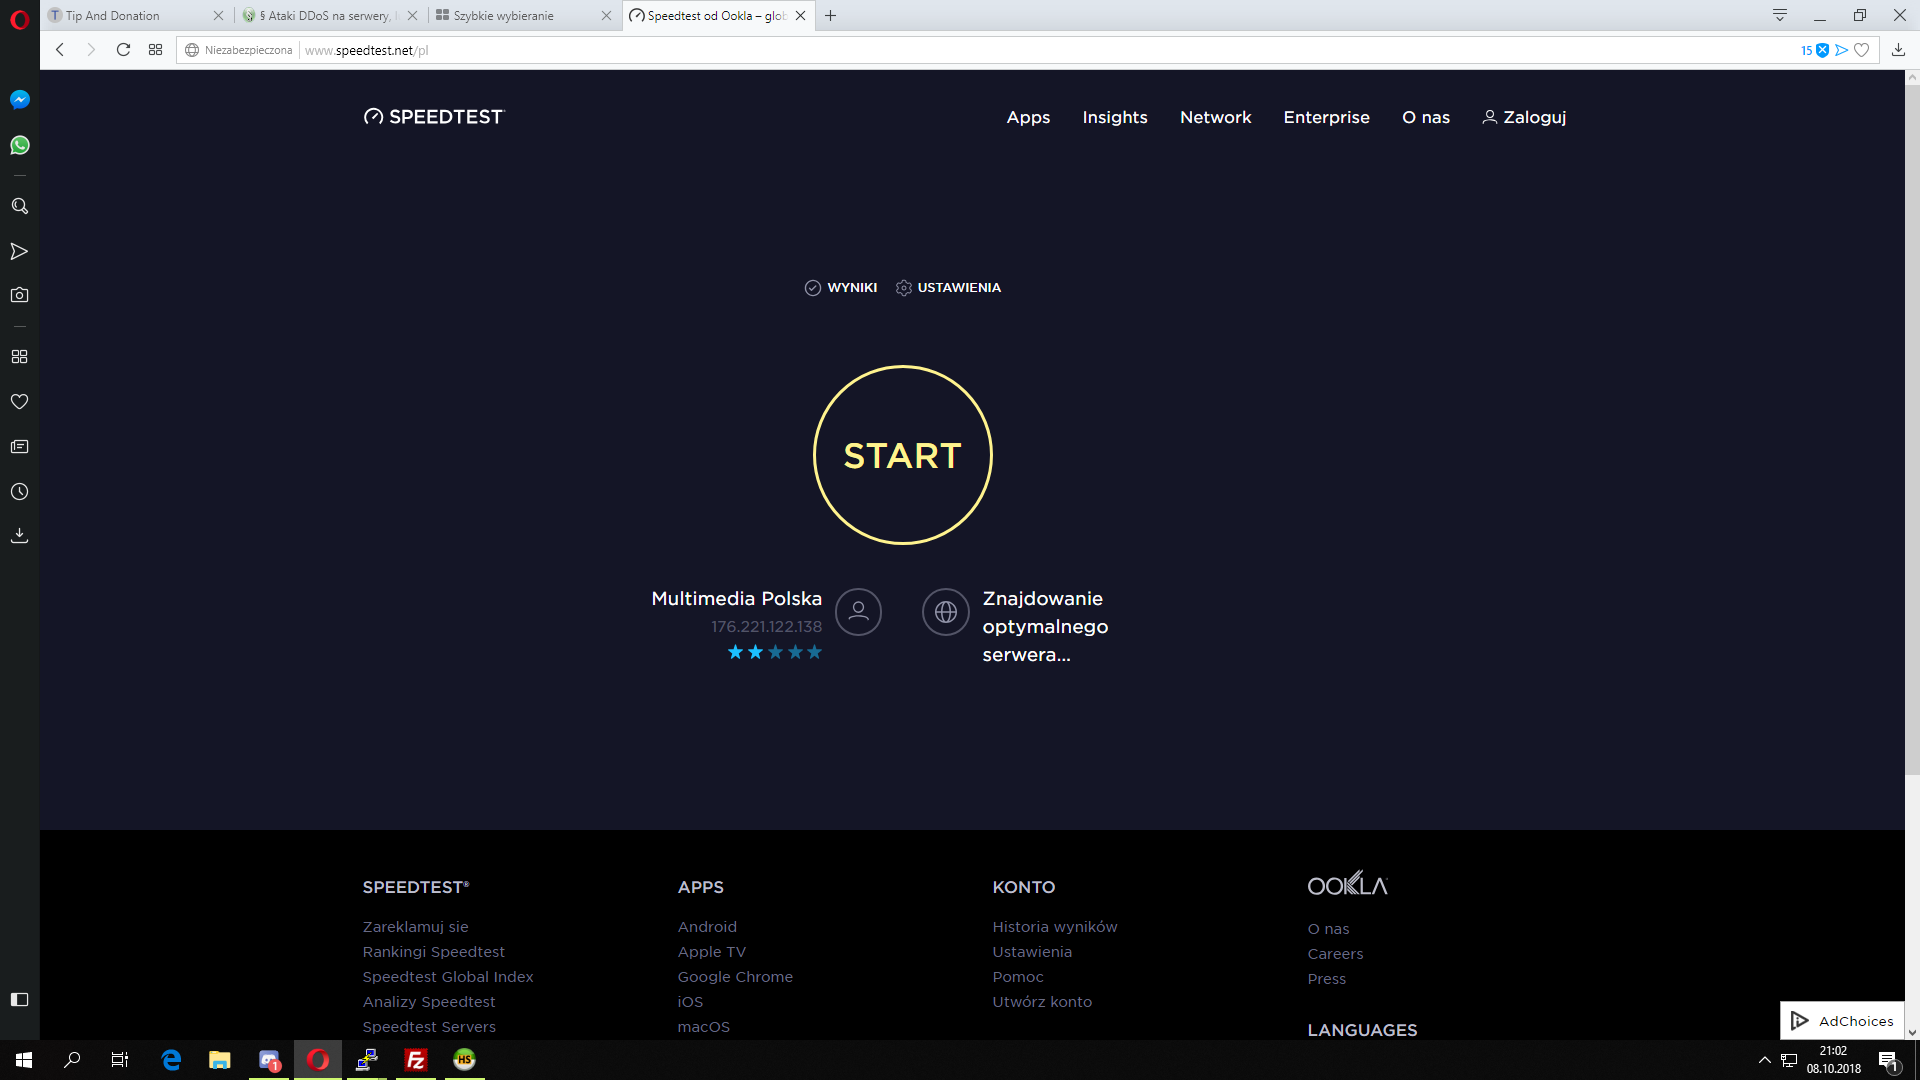 Tip And Donation
§ Ataki DDoS na serwery,
Szybkie wybieranie
Speedtest od Ookla – glob
Niezabezpieczona
www.speedtest.net/pl
15
SPEEDTEST
Apps
Insights
Network
Enterprise
O nas
Zaloguj
WYNIKI
USTAWIENIA
START
Multimedia Polska
176.221.122.138
Znajdowanie
optymalnego
serwera...
SPEEDTEST®
Zareklamuj sie
Rankingi Speedtest
Speedtest Global Index
Analizy Speedtest
Speedtest Servers
APPS
Android
Apple TV
Google Chrome
iOS
macOS
KONTO
Historia wyników
Ustawienia
Pomoc
Utwórz konto
OOKLA
O nas
Careers
Press
LANGUAGES
AdChoices
1
FZ
HS
21:02
08.10.2018
1